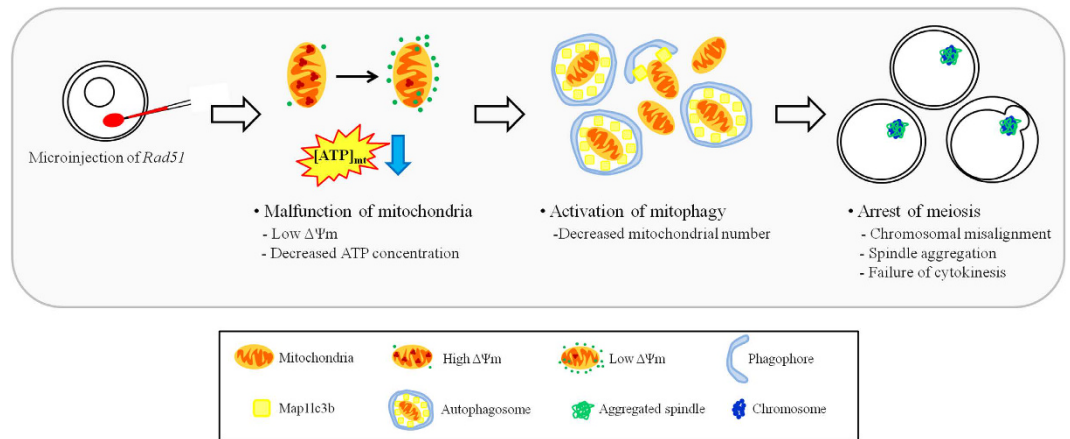 Microinjection of Rad51
[ATP]mt
• Malfunction of mitochondria
- Low ΔΨm
- Decreased ATP concentration
• Activation of mitophagy
-Decreased mitochondrial number
• Arrest of meiosis
- Chromosomal misalignment
- Spindle aggregation
- Failure of cytokinesis
Mitochondria
High ΔΨm
Low ΔΨm
Phagophore
Map1lc3b
Autophagosome
Aggregated spindle
Chromosome